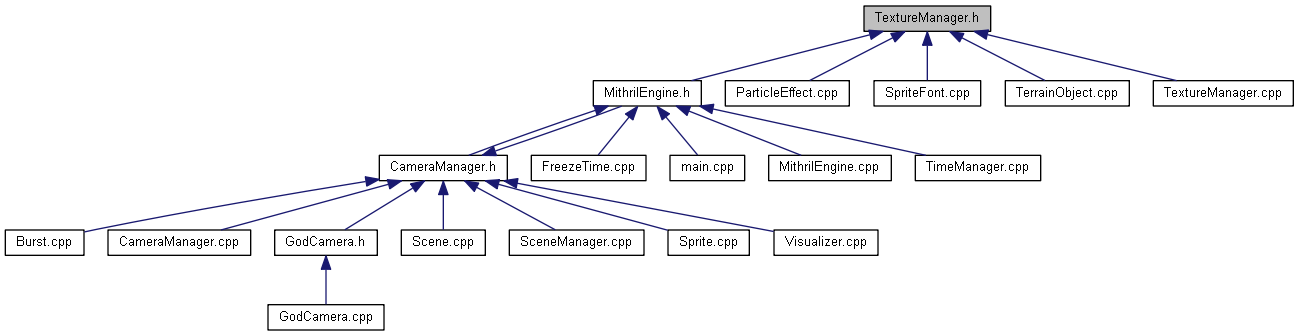 TextureManager.h
MithrilEngine.h
ParticleEffect.cpp
SpriteFont.cpp
TerrainObject.cpp
TextureManager.cpp
CameraManager.h
FreezeTime.cpp
main.cpp
MithrilEngine.cpp
TimeManager.cpp
Burst.cpp
CameraManager.cpp
GodCamera.h
Scene.cpp
SceneManager.cpp
Sprite.cpp
Visualizer.cpp
GodCamera.cpp